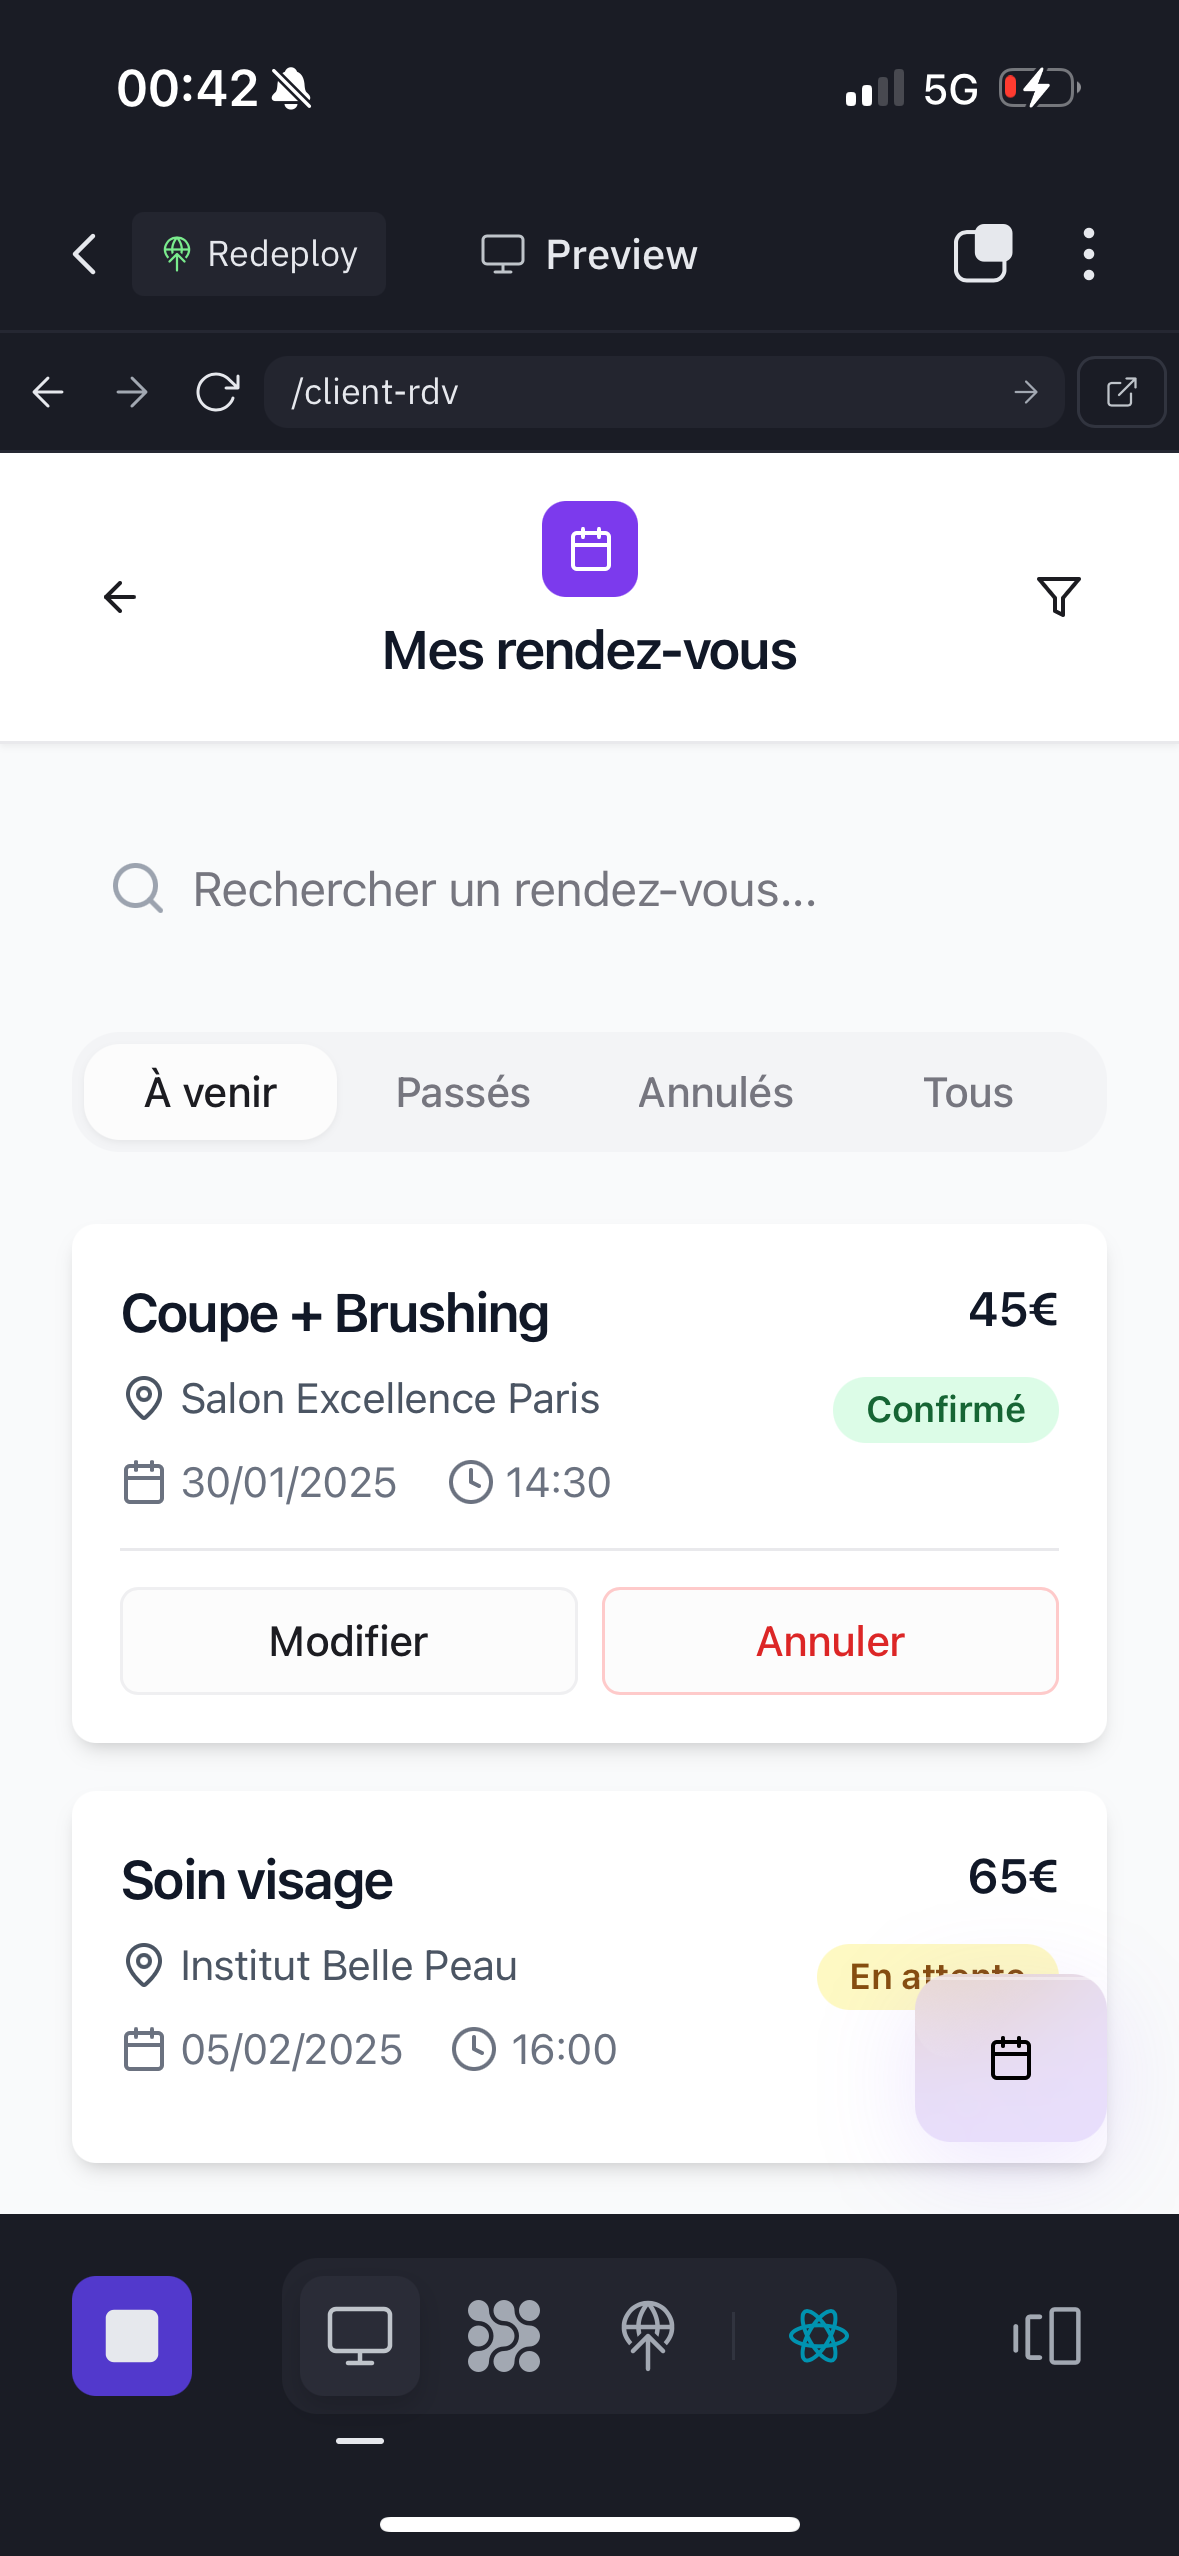 00:42
5G
Redeploy
Preview
/client-rdv
Mes rendez-vous
Rechercher un rendez-vous...
À venir
Passés
Annulés
Tous
Coupe + Brushing
45€
Salon Excellence Paris
Confirmé
30/01/2025
14:30
Modifier
Annuler
Soin visage
65€
Institut Belle Peau
En attente
05/02/2025
16:00